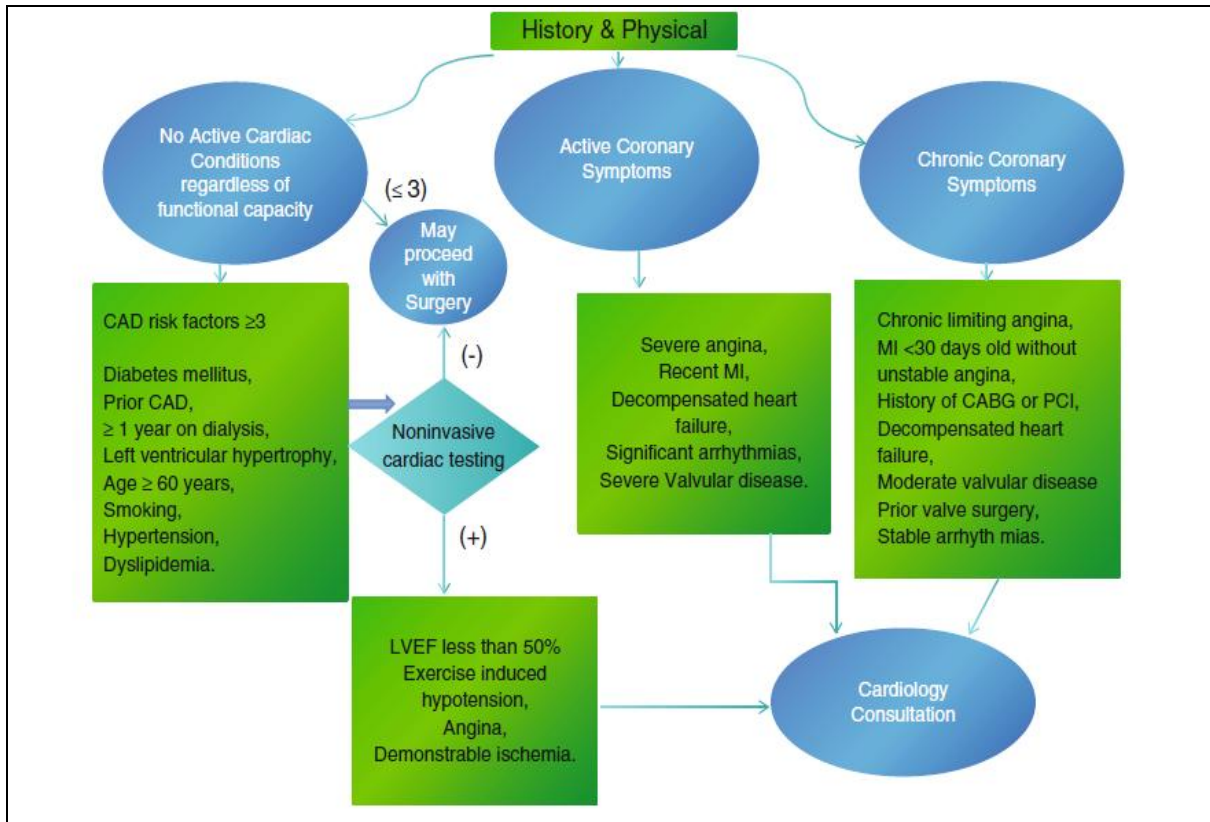 History & Physical
No Active Cardiac
Conditions
regardless of
functional capacity
(≤ 3)
May
proceed
with
Surgery
Active Coronary
Symptoms
Chronic Coronary
Symptoms
CAD risk factors ≥3
Diabetes mellitus,
Prior CAD,
≥ 1 year on dialysis,
Left ventricular hypertrophy,
Age ≥ 60 years,
Smoking,
Hypertension,
Dyslipidemia.
(-)
Noninvasive
cardiac testing
(+)
LVEF less than 50%
Exercise induced
hypotension,
Angina,
Demonstrable ischemia.
Severe angina,
Recent MI,
Decompensated heart
failure,
Significant arrhythmias,
Severe Valvular disease.
Chronic limiting angina,
MI <30 days old without
unstable angina,
History of CABG or PCI,
Decompensated heart
failure,
Moderate valvular disease
Prior valve surgery,
Stable arrhyth mias.
Cardiology
Consultation